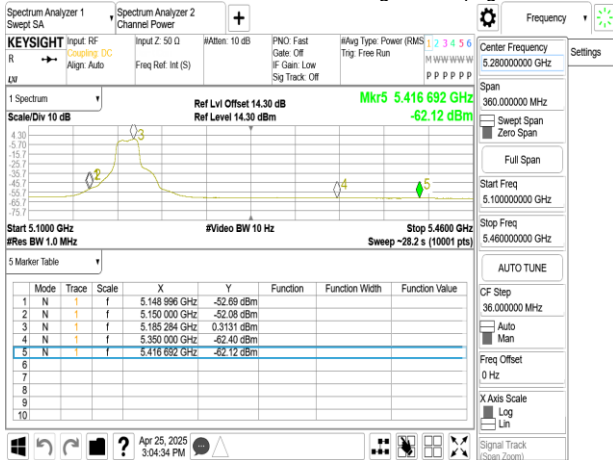 Spectrum Analyzer 1
Swept SA
Spectrum Analyzer 2
Channel Power
+
Frequency
KEYSIGHT
R
Input: RF
Coupling: DC
Align: Auto
Input Z: 50 Ω
Freq Ref: Int (S)
#Atten: 10 dB
PNO: Fast
Gate: Off
IF Gain: Low
Sig Track: Off
#Avg Type: Power (RMS
Trig: Free Run
1 2 3 4 5 6
M W W W W W
P P P P P P
Center Frequency
5.280000000 GHz
Settings
Span
360.000000 MHz
Swept Span
Zero Span
Full Span
Start Freq
5.100000000 GHz
Stop Freq
5.460000000 GHz
AUTO TUNE
CF Step
36.000000 MHz
Auto
Man
Freq Offset
0 Hz
X Axis Scale
Log
Lin
Signal Track
(Span Zoom)
1 Spectrum
Scale/Div 10 dB
Ref Lvl Offset 14.30 dB
Ref Level 14.30 dBm
Mkr5 5.416 692 GHz
-62.12 dBm
4.30
-5.70
-15.7
-25.7
-35.7
-45.7
-55.7
-65.7
-75.7
2
3
4
5
Start 5.1000 GHz
#Res BW 1.0 MHz
#Video BW 10 Hz
Stop 5.4600 GHz
Sweep ~28.2 s (10001 pts)
5 Marker Table
Mode Trace Scale X Y Function Function Width Function Value
1 N 1 f 5.148 996 GHz -52.69 dBm
2 N 1 f 5.150 000 GHz -52.08 dBm
3 N 1 f 5.185 284 GHz 0.3131 dBm
4 N 1 f 5.350 000 GHz -62.40 dBm
5 N 1 f 5.416 692 GHz -62.12 dBm
6
7
8
9
10
?
Apr 25, 2025
3:04:34 PM